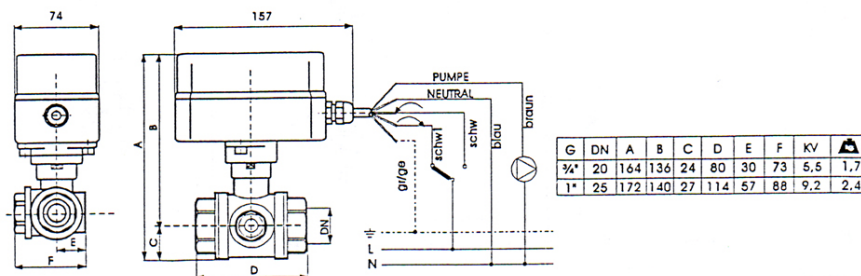 74
157
PUMPE
NEUTRAL
A
B
C
D
E
F
DN
schw1
schw
blau
braun
gr/ge
L
N
G DN A B C D E F KV
¾" 20 164 136 24 80 30 73 5,5 1,7
1" 25 172 140 27 114 57 88 9,2 2,4